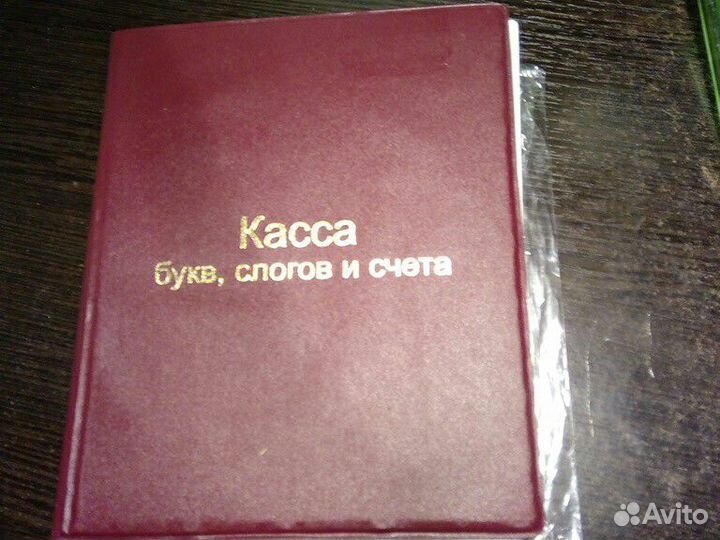 Касса
букв, слогов и счета
Avito